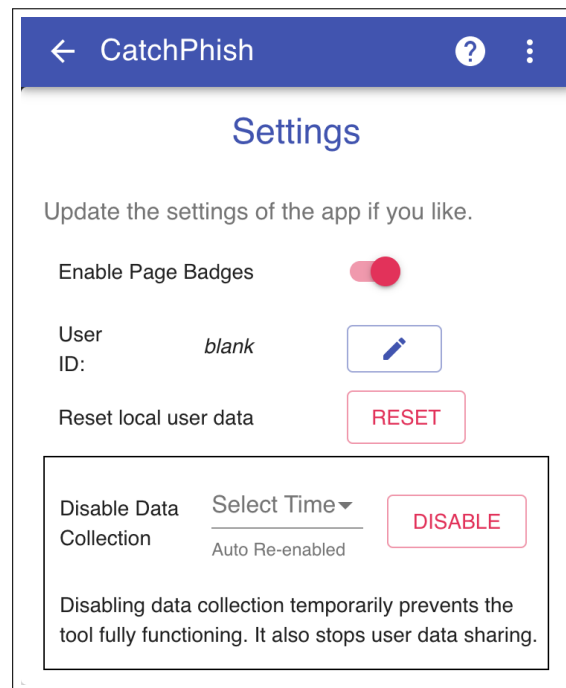 CatchPhish
Settings
Update the settings of the app if you like.
Enable Page Badges
User
ID:
blank
Reset local user data
RESET
Disable Data
Collection
Select Time
Auto Re-enabled
DISABLE
Disabling data collection temporarily prevents the
tool fully functioning. It also stops user data sharing.